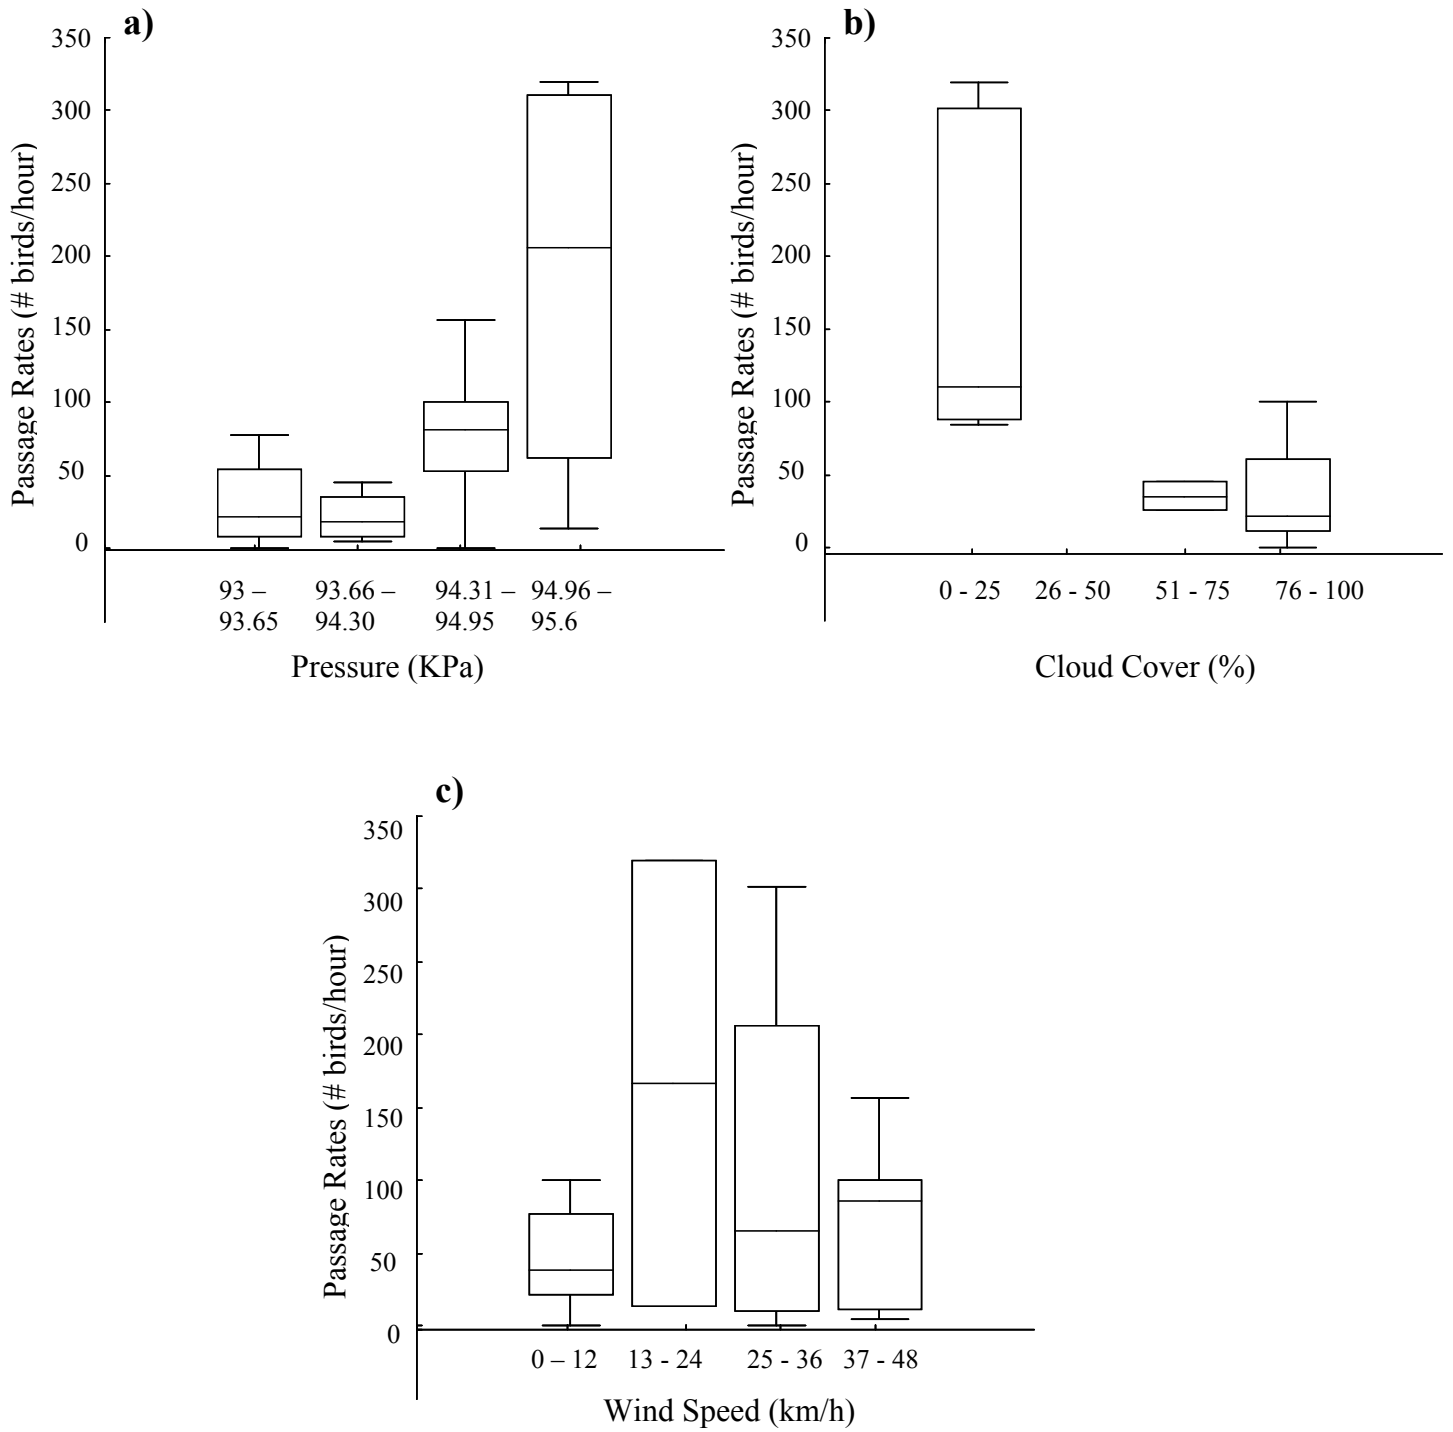 a)
350
300
250
200
150
100
50
0
Passage Rates (# birds/hour)
93 –
93.65
93.66 –
94.30
94.31 –
94.95
94.96 –
95.6
Pressure (KPa)
b)
350
300
250
200
150
100
50
0
Passage Rates (# birds/hour)
0 - 25
26 - 50
51 - 75
76 - 100
Cloud Cover (%)
c)
350
300
250
200
150
100
50
0
Passage Rates (# birds/hour)
0 – 12
13 - 24
25 - 36
37 - 48
Wind Speed (km/h)